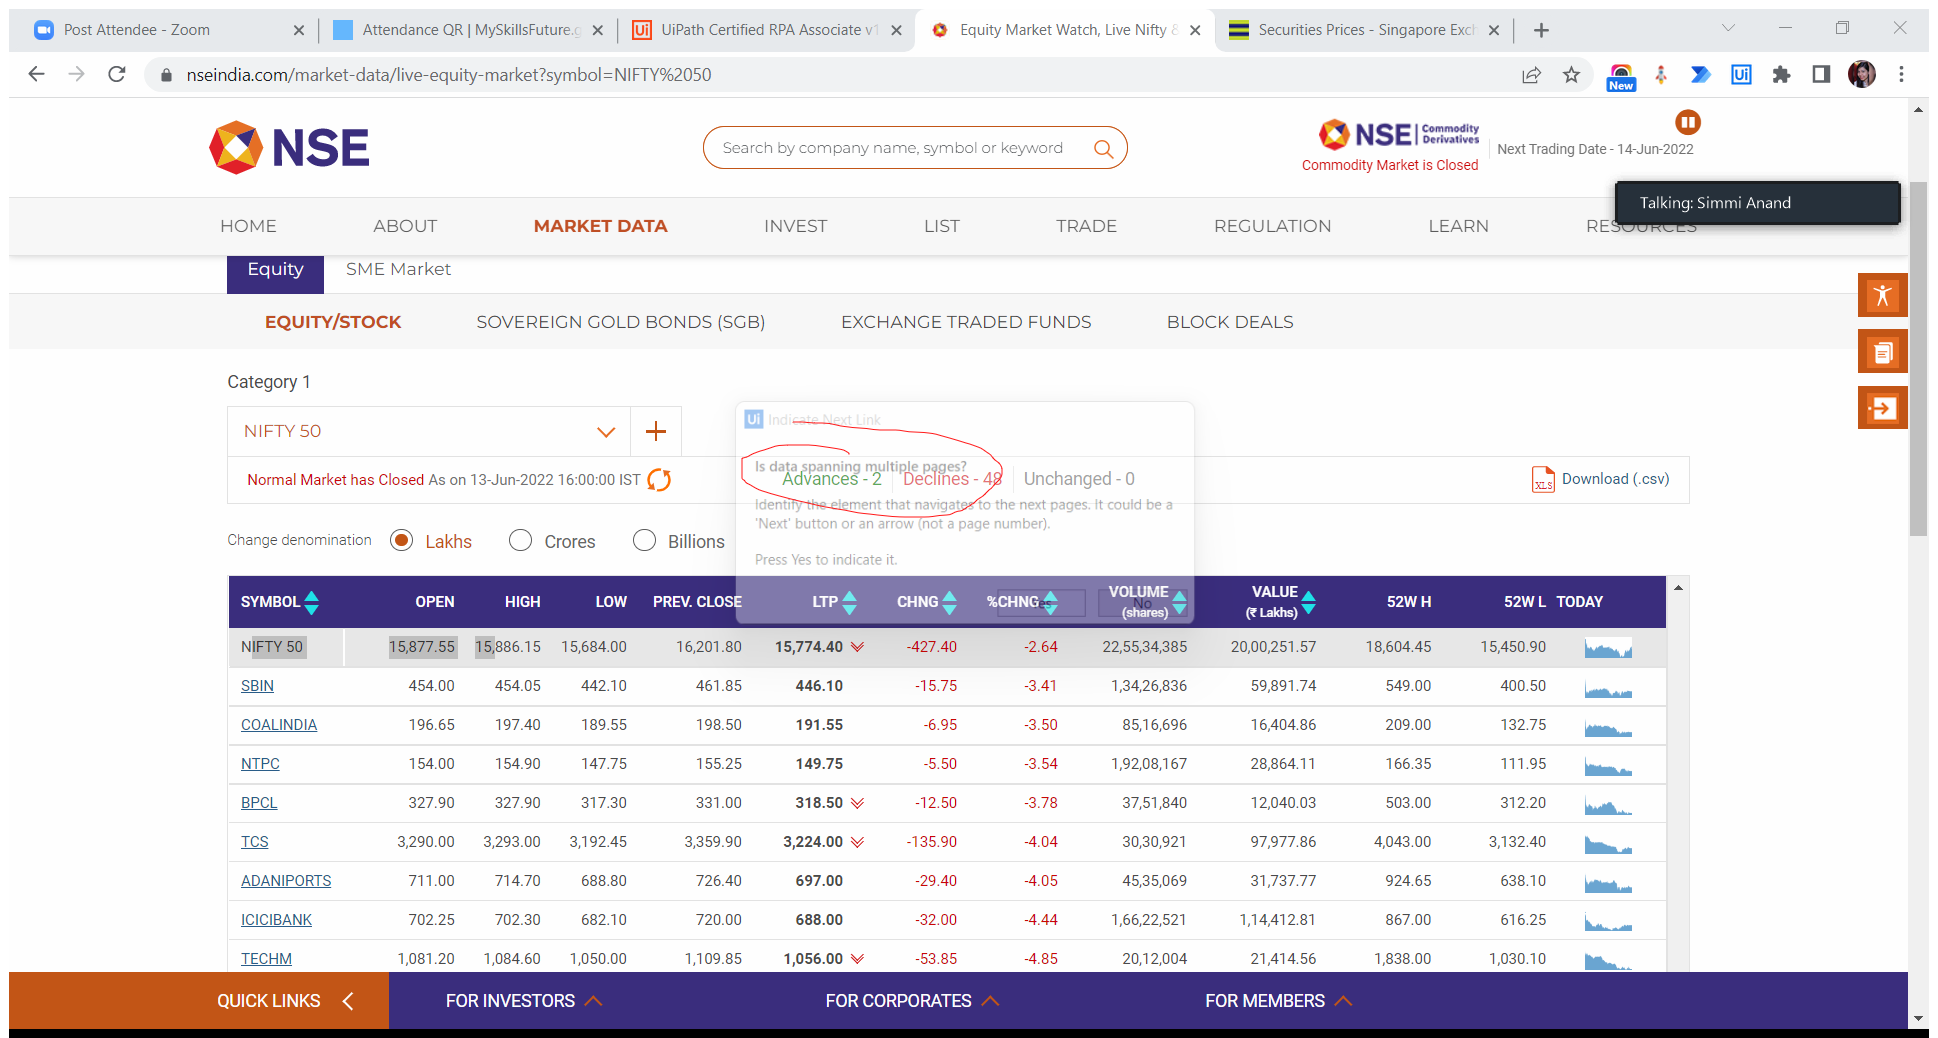 Post Attendee - Zoom
Attendance QR | MySkillsFuture.g
UiPath Certified RPA Associate v1
Equity Market Watch, Live Nifty &
Securities Prices - Singapore Exch
nseindia.com/market-data/live-equity-market?symbol=NIFTY%2050
New
Ui
NSE
Search by company name, symbol or keyword
NSE Commodity Derivatives
Commodity Market is Closed
Next Trading Date - 14-Jun-2022
Talking: Simmi Anand
HOME ABOUT MARKET DATA INVEST LIST TRADE REGULATION LEARN RESOURCES
Equity SME Market
EQUITY/STOCK SOVEREIGN GOLD BONDS (SGB) EXCHANGE TRADED FUNDS BLOCK DEALS
Category 1
NIFTY 50
Ui Indicate Next Link
Is data spanning multiple pages?
Normal Market has Closed As on 13-Jun-2022 16:00:00 IST Advances - 2 Declines - 48 Unchanged - 0 XLS Download (.csv)
Identify the element that navigates to the next pages. It could be a
'Next' button or an arrow (not a page number).
Change denomination Lakhs Crores Billions
Press Yes to indicate it.
Yes No
SYMBOL OPEN HIGH LOW PREV. CLOSE LTP CHNG %CHNG VOLUME (shares) VALUE (₹ Lakhs) 52W H 52W L TODAY
NIFTY 50 15,877.55 15,886.15 15,684.00 16,201.80 15,774.40 -427.40 -2.64 22,55,34,385 20,00,251.57 18,604.45 15,450.90
SBIN 454.00 454.05 442.10 461.85 446.10 -15.75 -3.41 1,34,26,836 59,891.74 549.00 400.50
COALINDIA 196.65 197.40 189.55 198.50 191.55 -6.95 -3.50 85,16,696 16,404.86 209.00 132.75
NTPC 154.00 154.90 147.75 155.25 149.75 -5.50 -3.54 1,92,08,167 28,864.11 166.35 111.95
BPCL 327.90 327.90 317.30 331.00 318.50 -12.50 -3.78 37,51,840 12,040.03 503.00 312.20
TCS 3,290.00 3,293.00 3,192.45 3,359.90 3,224.00 -135.90 -4.04 30,30,921 97,977.86 4,043.00 3,132.40
ADANIPORTS 711.00 714.70 688.80 726.40 697.00 -29.40 -4.05 45,35,069 31,737.77 924.65 638.10
ICICIBANK 702.25 702.30 682.10 720.00 688.00 -32.00 -4.44 1,66,22,521 1,14,412.81 867.00 616.25
TECHM 1,081.20 1,084.60 1,050.00 1,109.85 1,056.00 -53.85 -4.85 20,12,004 21,414.56 1,838.00 1,030.10
QUICK LINKS FOR INVESTORS FOR CORPORATES FOR MEMBERS